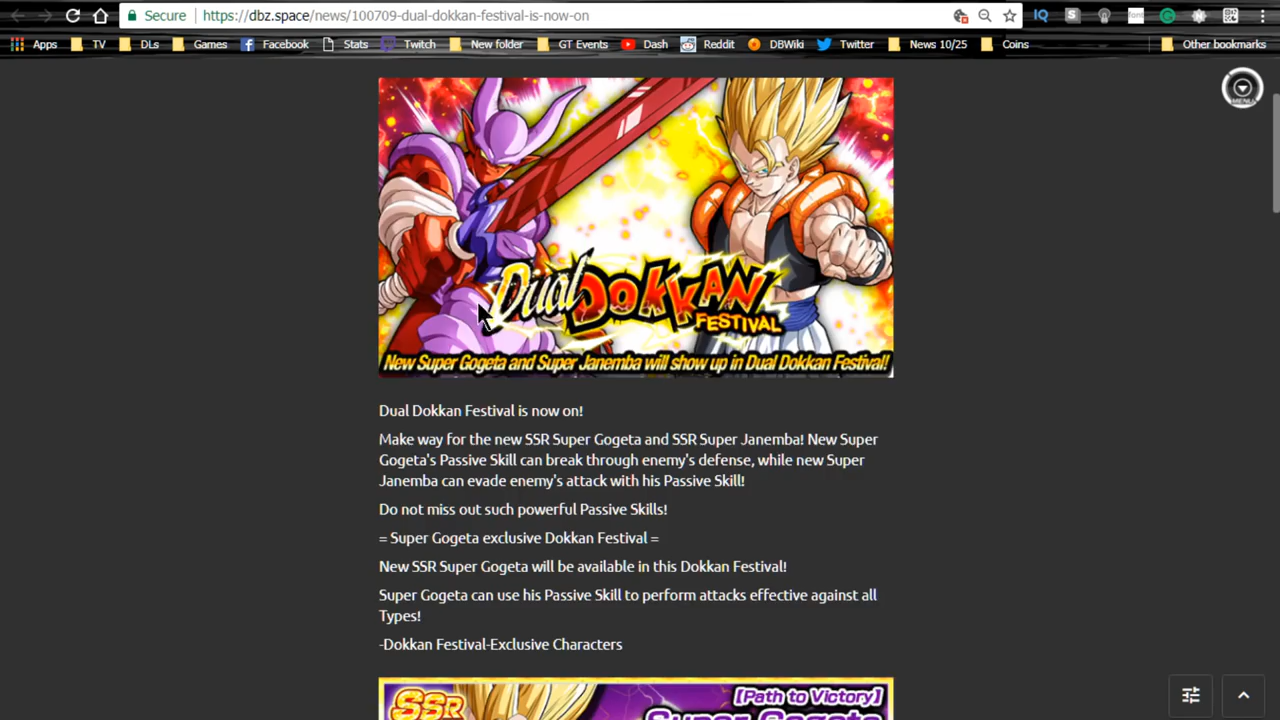 Secure https://dbz.space/news/100709-dual-dokkan-festival-is-now-on
IQ S
Apps TV DLs Games Facebook Stats Twitch New folder GT Events Dash Reddit DBWiki Twitter News 10/25 Coins Other bookmarks
MENU
Dual DOKKAN
FESTIVAL
New Super Gogeta and Super Janemba will show up in Dual Dokkan Festival!!
Dual Dokkan Festival is now on!
Make way for the new SSR Super Gogeta and SSR Super Janemba! New Super
Gogeta's Passive Skill can break through enemy's defense, while new Super
Janemba can evade enemy's attack with his Passive Skill!
Do not miss out such powerful Passive Skills!
= Super Gogeta exclusive Dokkan Festival =
New SSR Super Gogeta will be available in this Dokkan Festival!
Super Gogeta can use his Passive Skill to perform attacks effective against all
Types!
-Dokkan Festival-Exclusive Characters
SSR
[Path to Victory]
Super Gogeta